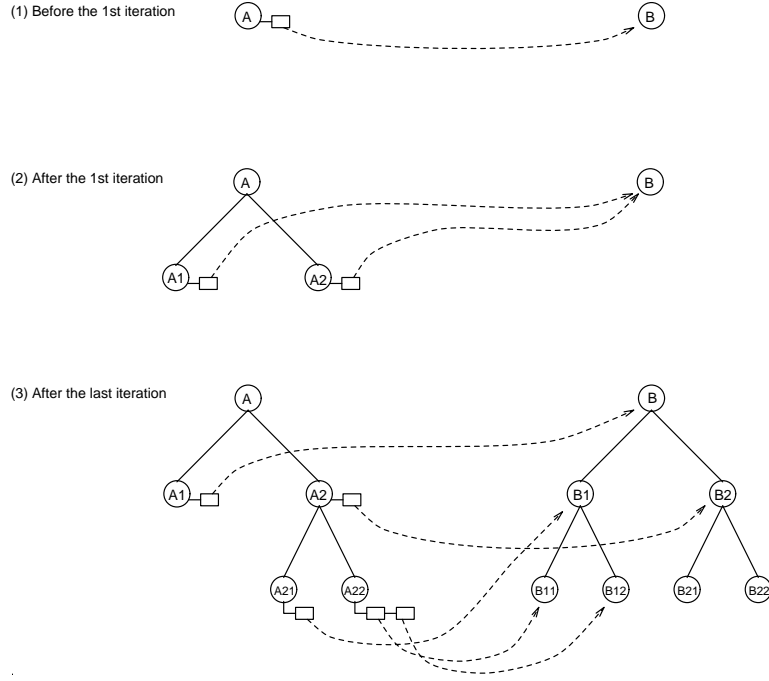 (1) Before the 1st iteration
A
B
(2) After the 1st iteration
A
B
A1
A2
(3) After the last iteration
A
B
A1
A2
B1
B2
A21
A22
B11
B12
B21
B22